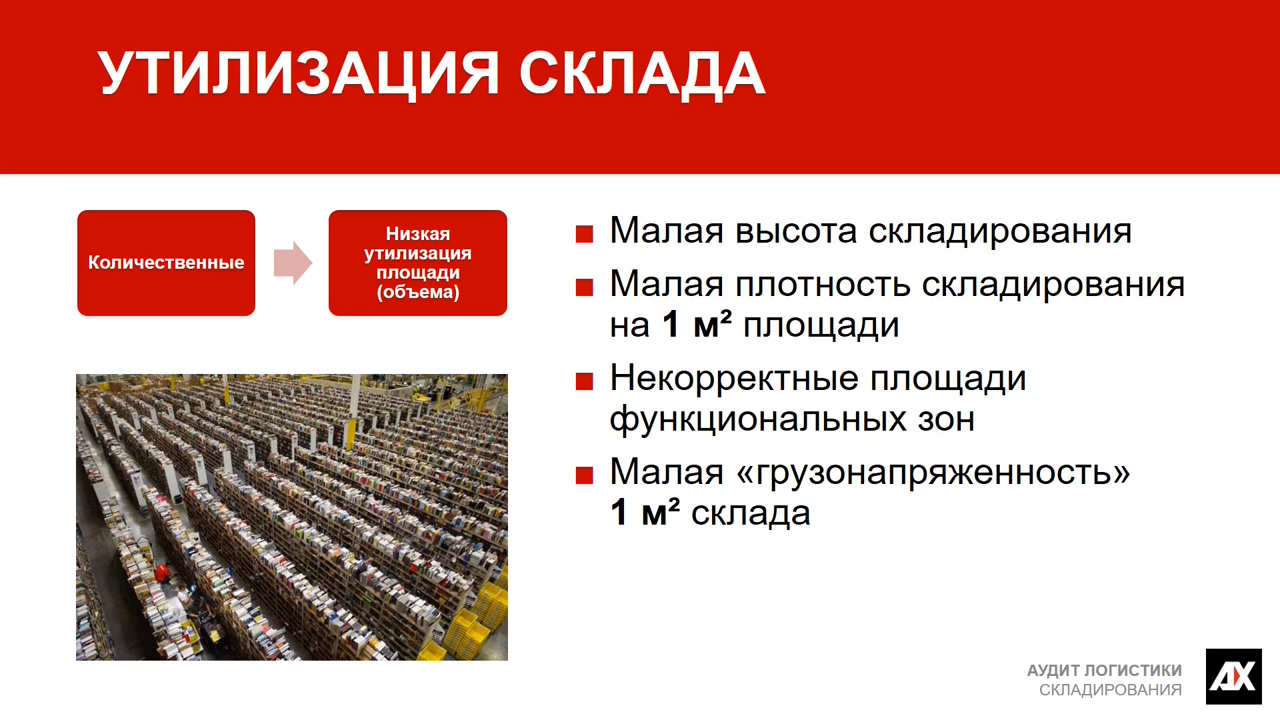 УТИЛИЗАЦИЯ СКЛАДА
Количественные
Низкая
утилизация
площади
(объема)
■ Малая высота складирования
■ Малая плотность складирования
на 1 м² площади
■ Некорректные площади
функциональных зон
■ Малая «грузонапряженность»
1 м² склада
АУДИТ ЛОГИСТИКИ
СКЛАДИРОВАНИЯ